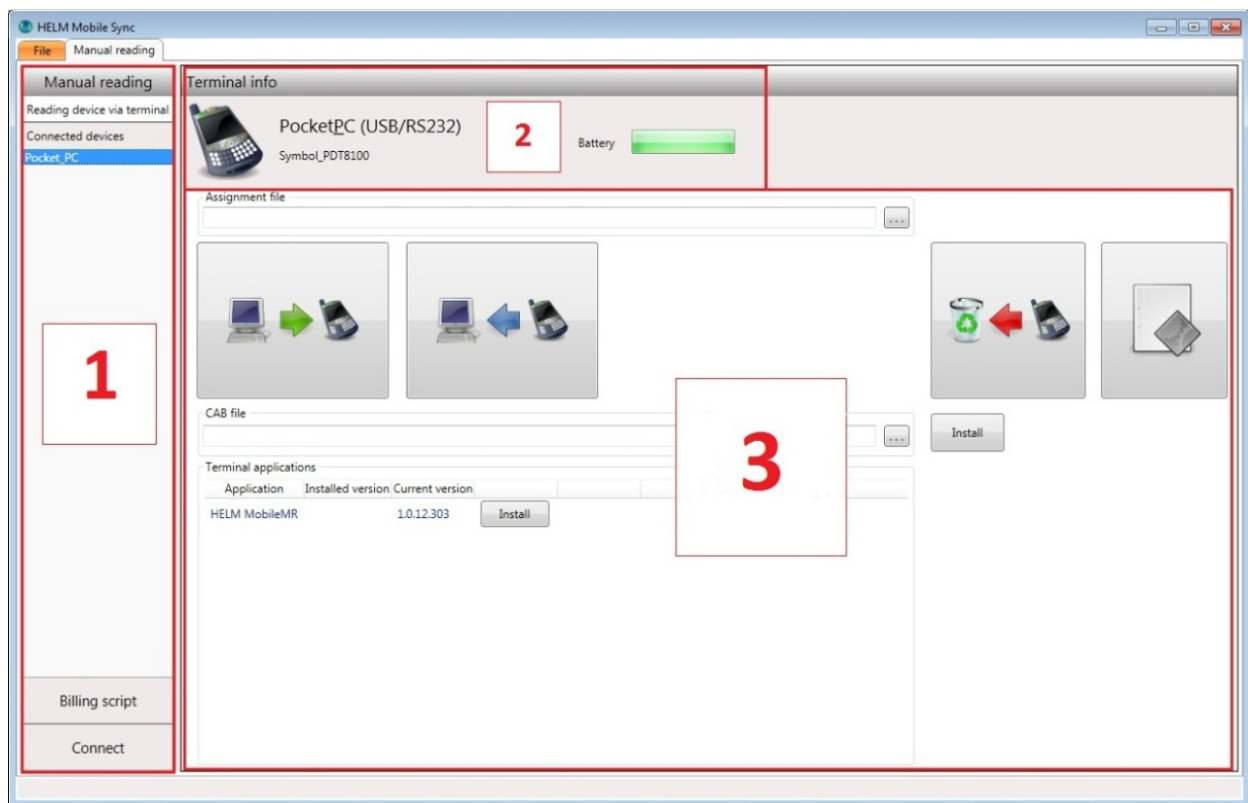 HELM Mobile Sync
File Manual reading
Manual reading
Reading device via terminal
Connected devices
Pocket_PC
1
Billing script
Connect
Terminal info
PocketPC (USB/RS232)
Symbol_PDT8100
2
Battery
Assignment file
...
CAB file
...
Install
3
Terminal applications
Application Installed version Current version
HELM MobileMR 1.0.12.303 Install